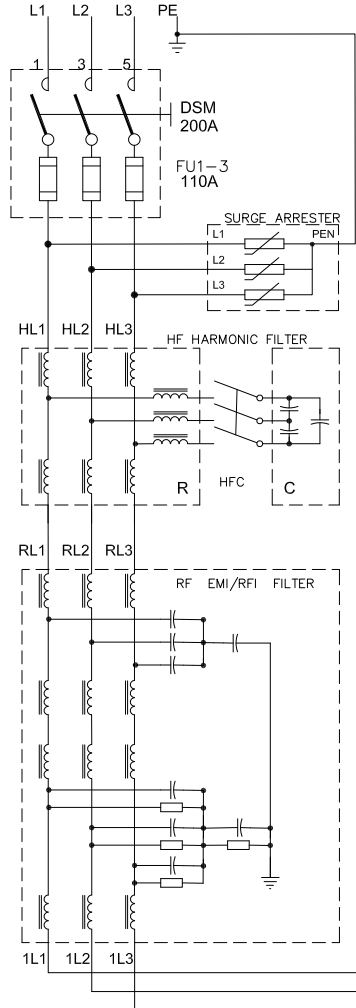 L1 L2 L3 PE
1 3 5
DSM
200A
FU1-3
110A
SURGE ARRESTER
L1 PEN
L2
L3
HL1 HL2 HL3
HF HARMONIC FILTER
R HFC C
RL1 RL2 RL3
RF EMI/RFI FILTER
1L1 1L2 1L3